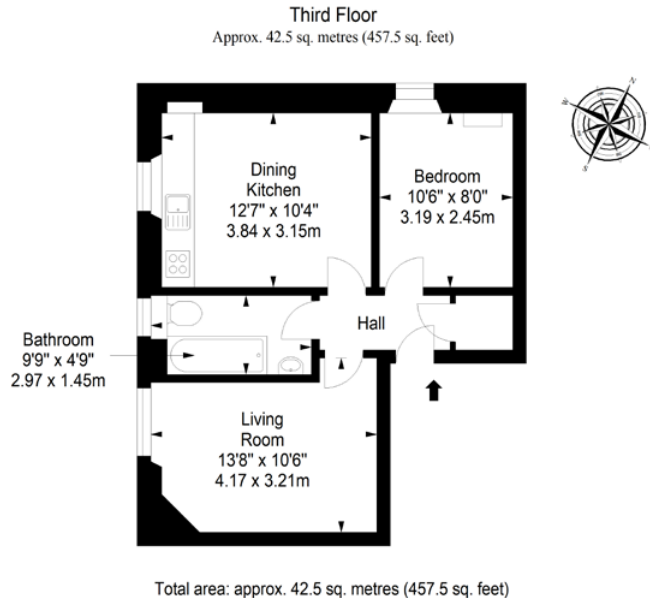 Third Floor
Approx. 42.5 sq. metres (457.5 sq. feet)
N
W
S
Dining
Kitchen
12'7" x 10'4"
3.84 x 3.15m
Bedroom
10'6" x 8'0"
3.19 x 2.45m
Hall
Bathroom
9'9" x 4'9"
2.97 x 1.45m
Living
Room
13'8" x 10'6"
4.17 x 3.21m
Total area: approx. 42.5 sq. metres (457.5 sq. feet)